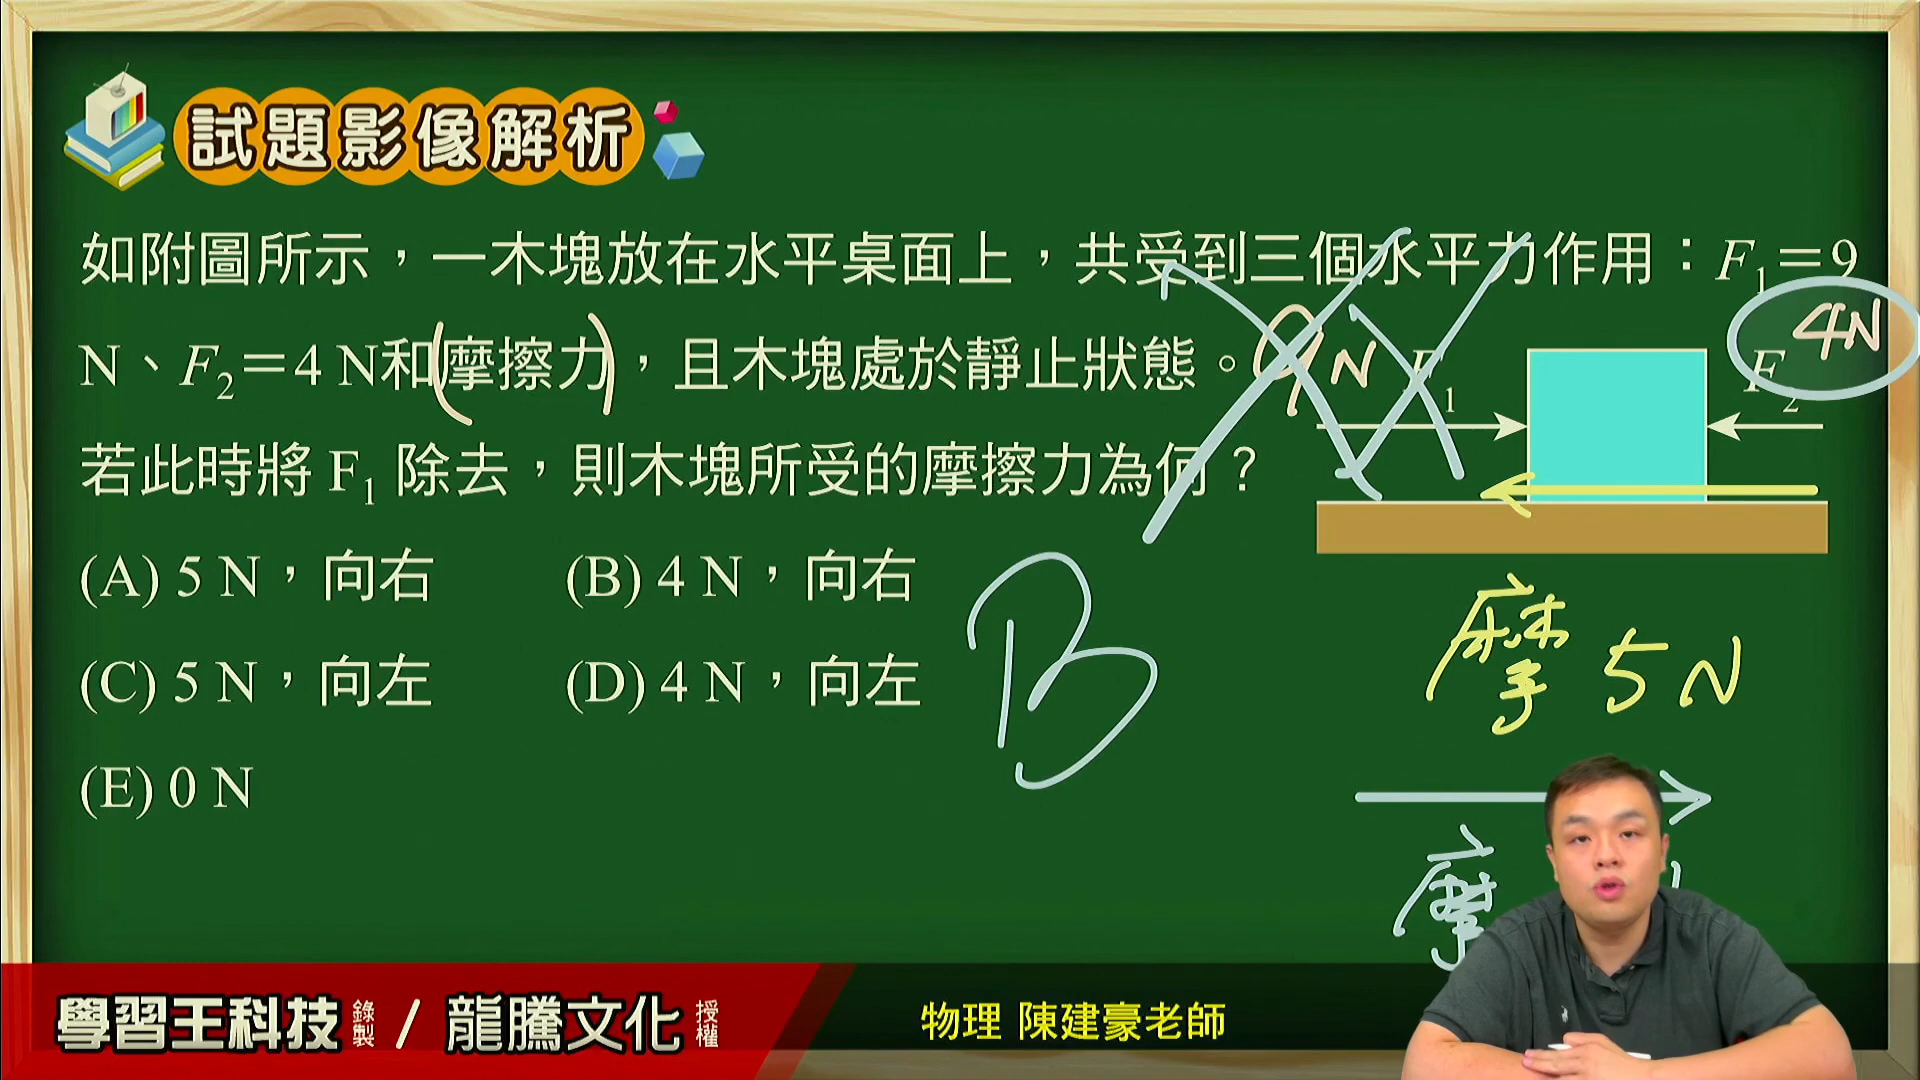 試題影像解析
如附圖所示，一木塊放在水平桌面上，共受到三個水平力作用：F₁＝9
N、F₂＝4 N和摩擦力，且木塊處於靜止狀態。
若此時將 F₁ 除去，則木塊所受的摩擦力為何？
9N
F₁
4N
F₂
(A) 5 N，向右
(B) 4 N，向右
(C) 5 N，向左
(D) 4 N，向左
(E) 0 N
B
摩 5N
摩
學習王科技 錄製 / 龍騰文化 授權
物理 陳建豪老師